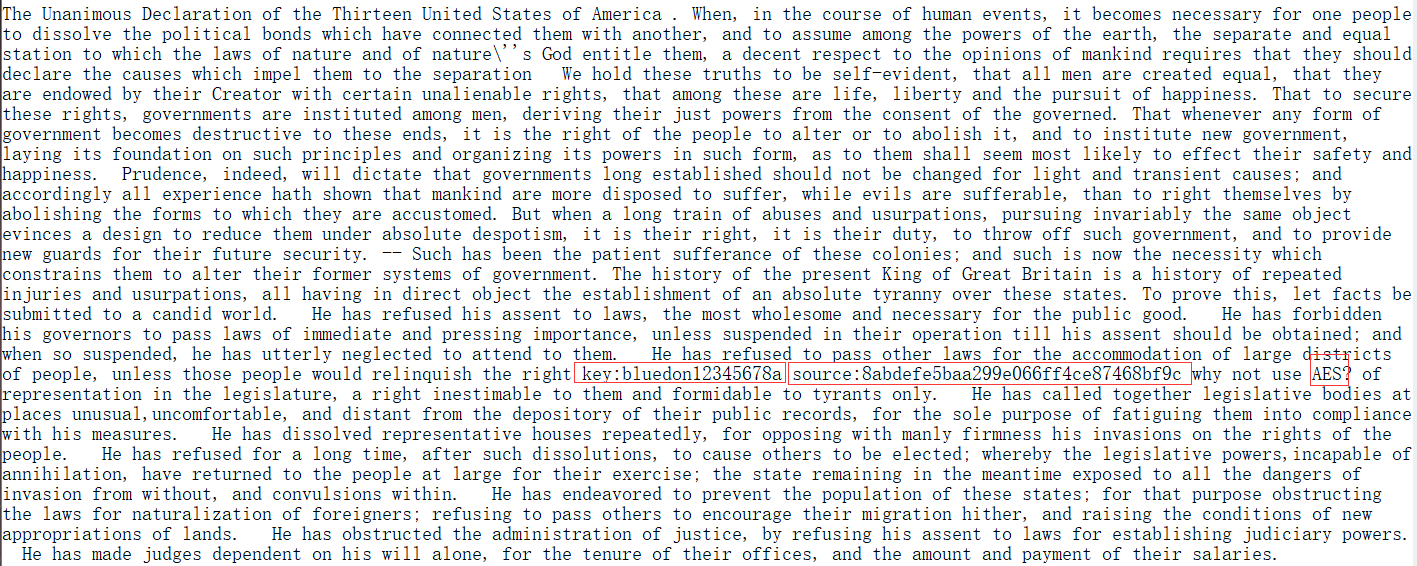 The Unanimous Declaration of the Thirteen United States of America . When, in the course of human events, it becomes necessary for one people
to dissolve the political bonds which have connected them with another, and to assume among the powers of the earth, the separate and equal
station to which the laws of nature and of nature\''s God entitle them, a decent respect to the opinions of mankind requires that they should
declare the causes which impel them to the separation   We hold these truths to be self-evident, that all men are created equal, that they
are endowed by their Creator with certain unalienable rights, that among these are life, liberty and the pursuit of happiness. That to secure
these rights, governments are instituted among men, deriving their just powers from the consent of the governed. That whenever any form of
government becomes destructive to these ends, it is the right of the people to alter or to abolish it, and to institute new government,
laying its foundation on such principles and organizing its powers in such form, as to them shall seem most likely to effect their safety and
happiness.  Prudence, indeed, will dictate that governments long established should not be changed for light and transient causes; and
accordingly all experience hath shown that mankind are more disposed to suffer, while evils are sufferable, than to right themselves by
abolishing the forms to which they are accustomed. But when a long train of abuses and usurpations, pursuing invariably the same object
evinces a design to reduce them under absolute despotism, it is their right, it is their duty, to throw off such government, and to provide
new guards for their future security. -- Such has been the patient sufferance of these colonies; and such is now the necessity which
constrains them to alter their former systems of government. The history of the present King of Great Britain is a history of repeated
injuries and usurpations, all having in direct object the establishment of an absolute tyranny over these states. To prove this, let facts be
submitted to a candid world.   He has refused his assent to laws, the most wholesome and necessary for the public good.   He has forbidden
his governors to pass laws of immediate and pressing importance, unless suspended in their operation till his assent should be obtained; and
when so suspended, he has utterly neglected to attend to them.   He has refused to pass other laws for the accommodation of large districts
of people, unless those people would relinquish the right key:bluedon12345678a source:8abdefe5baa299e066ff4ce87468bf9c why not use AES? of
representation in the legislature, a right inestimable to them and formidable to tyrants only.   He has called together legislative bodies at
places unusual,uncomfortable, and distant from the depository of their public records, for the sole purpose of fatiguing them into compliance
with his measures.   He has dissolved representative houses repeatedly, for opposing with manly firmness his invasions on the rights of the
people.   He has refused for a long time, after such dissolutions, to cause others to be elected; whereby the legislative powers,incapable of
annihilation, have returned to the people at large for their exercise; the state remaining in the meantime exposed to all the dangers of
invasion from without, and convulsions within.   He has endeavored to prevent the population of these states; for that purpose obstructing
the laws for naturalization of foreigners; refusing to pass others to encourage their migration hither, and raising the conditions of new
appropriations of lands.   He has obstructed the administration of justice, by refusing his assent to laws for establishing judiciary powers.
He has made judges dependent on his will alone, for the tenure of their offices, and the amount and payment of their salaries.